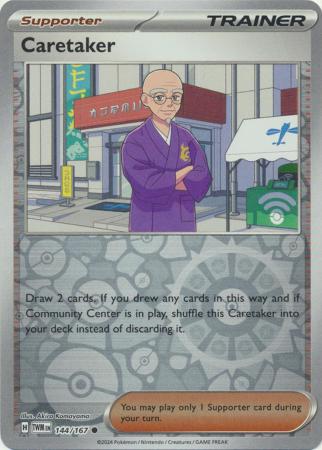 Supporter TRAINER
Caretaker
Draw 2 cards. If you drew any cards in this way and if
Community Center is in play, shuffle this Caretaker into
your deck instead of discarding it.
Illus. Akira Komayama
H TWM EN 144/167
You may play only 1 Supporter card
during your turn.
©2024 Pokémon / Nintendo / Creatures / GAME FREAK